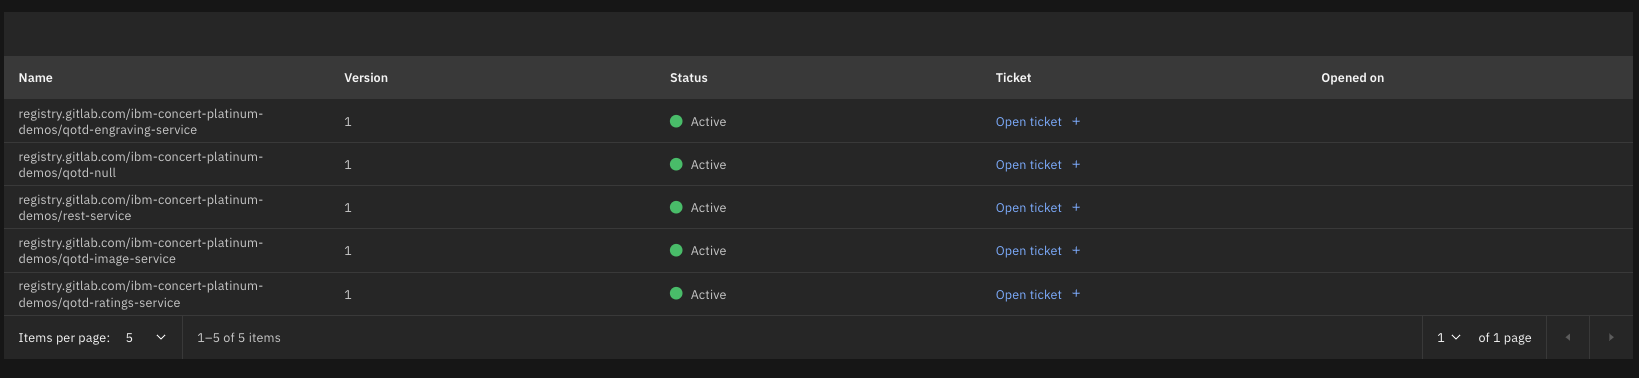 Name Version Status Ticket Opened on
registry.gitlab.com/ibm-concert-platinum-
demos/qotd-engraving-service
1 Active Open ticket +
registry.gitlab.com/ibm-concert-platinum-
demos/qotd-null
1 Active Open ticket +
registry.gitlab.com/ibm-concert-platinum-
demos/rest-service
1 Active Open ticket +
registry.gitlab.com/ibm-concert-platinum-
demos/qotd-image-service
1 Active Open ticket +
registry.gitlab.com/ibm-concert-platinum-
demos/qotd-ratings-service
1 Active Open ticket +
Items per page: 5 1–5 of 5 items 1 of 1 page